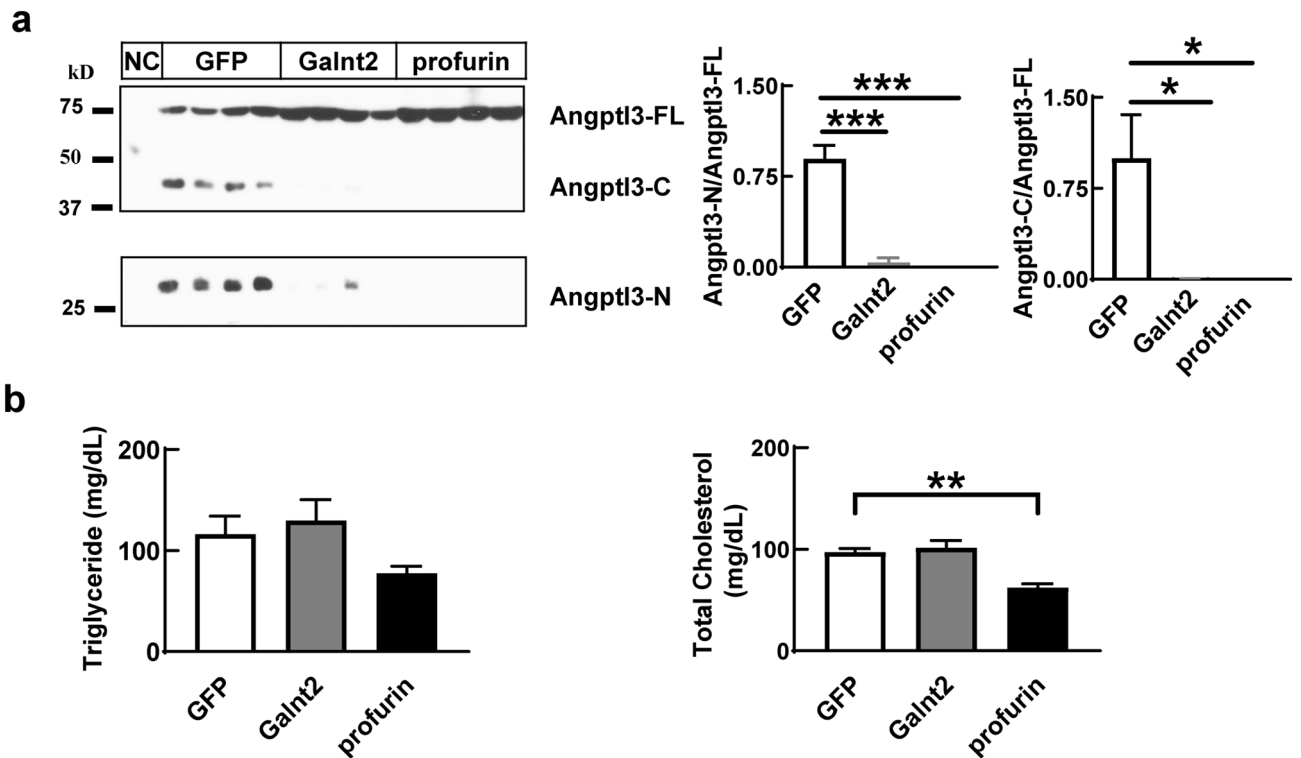 a
NC GFP Galnt2 profurin
kD
75
50
37
25
Angptl3-FL
Angptl3-C
Angptl3-N
Angptl3-N/Angptl3-FL
1.50
0.75
0.00
***
***
GFP
Galnt2
profurin
Angptl3-C/Angptl3-FL
1.50
0.75
0.00
*
*
GFP
Galnt2
profurin
b
Triglyceride (mg/dL)
200
100
0
GFP
Galnt2
profurin
Total Cholesterol
(mg/dL)
200
100
0
**
GFP
Galnt2
profurin